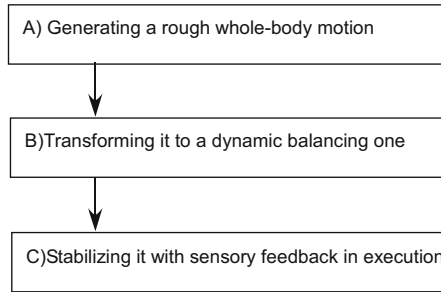 A) Generating a rough whole-body motion
B)Transforming it to a dynamic balancing one
C)Stabilizing it with sensory feedback in execution